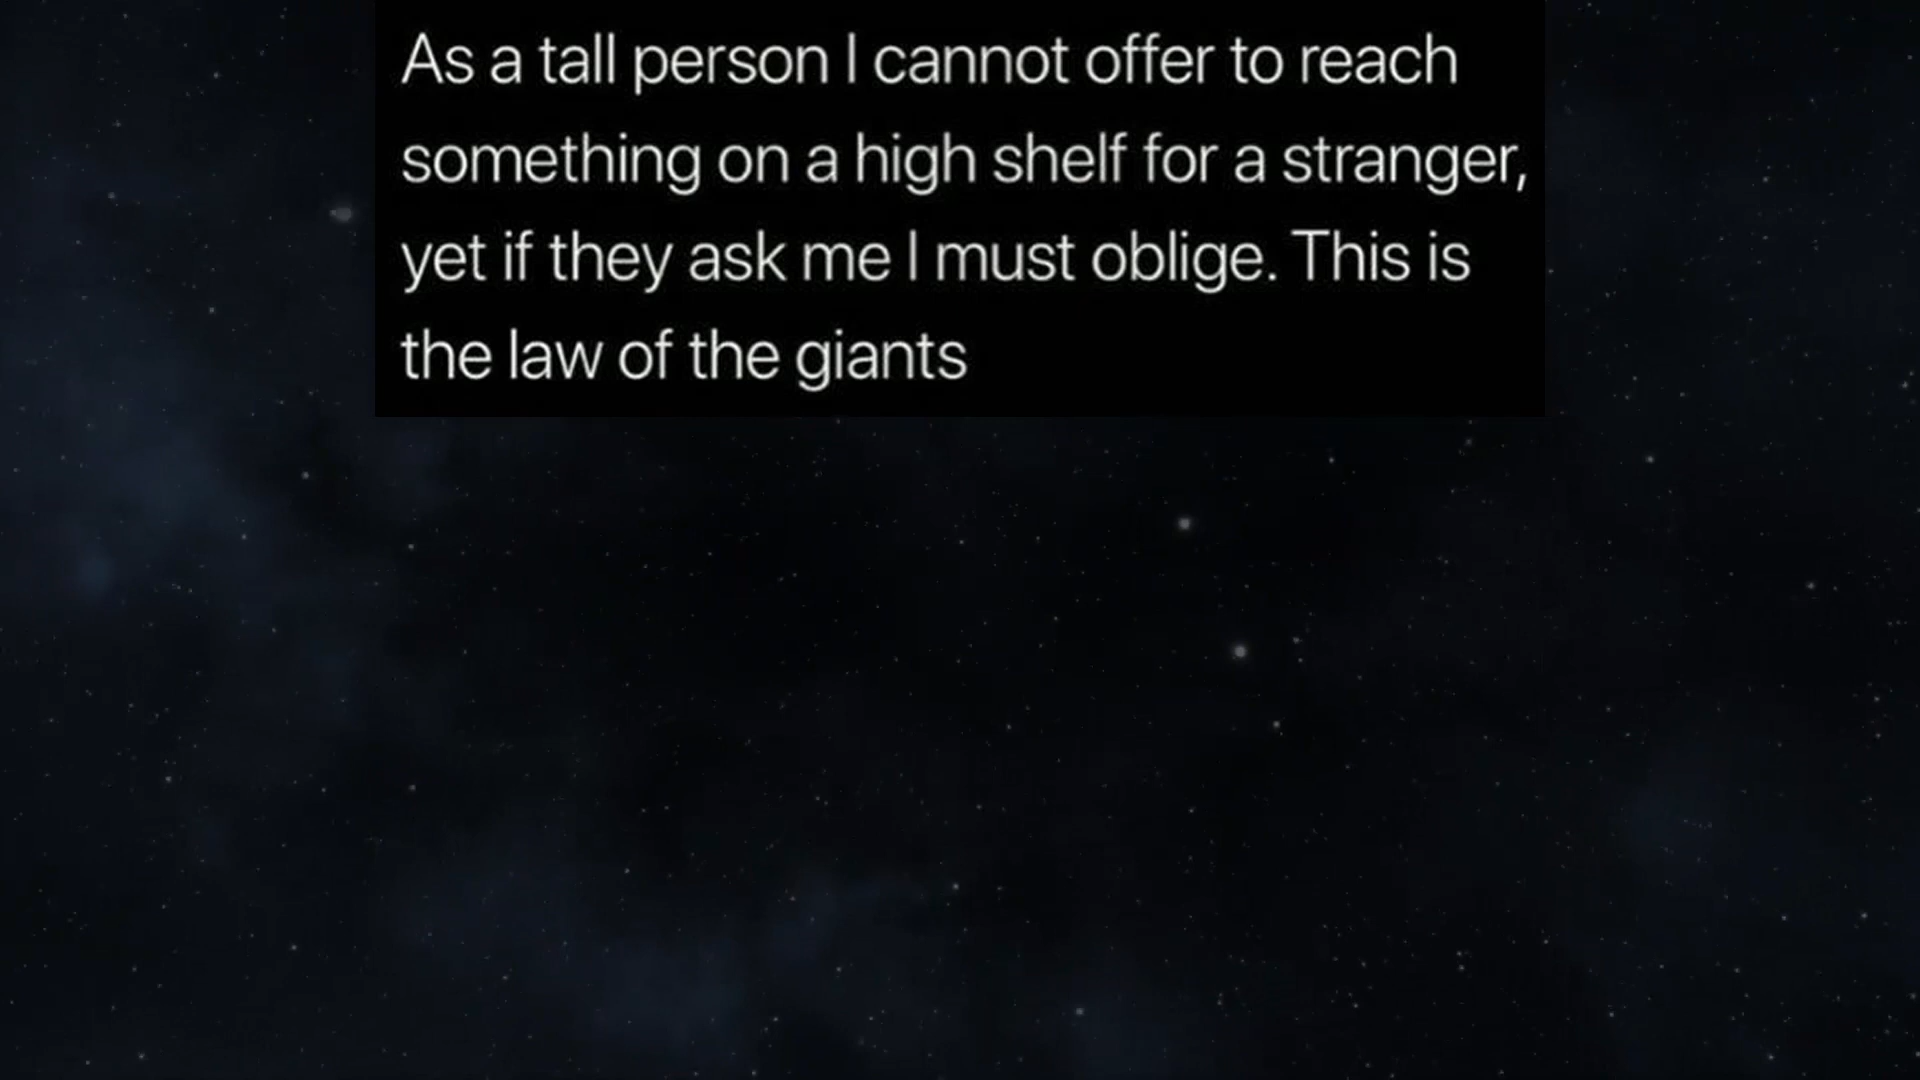 As a tall person I cannot offer to reach
something on a high shelf for a stranger,
yet if they ask me I must oblige. This is
the law of the giants